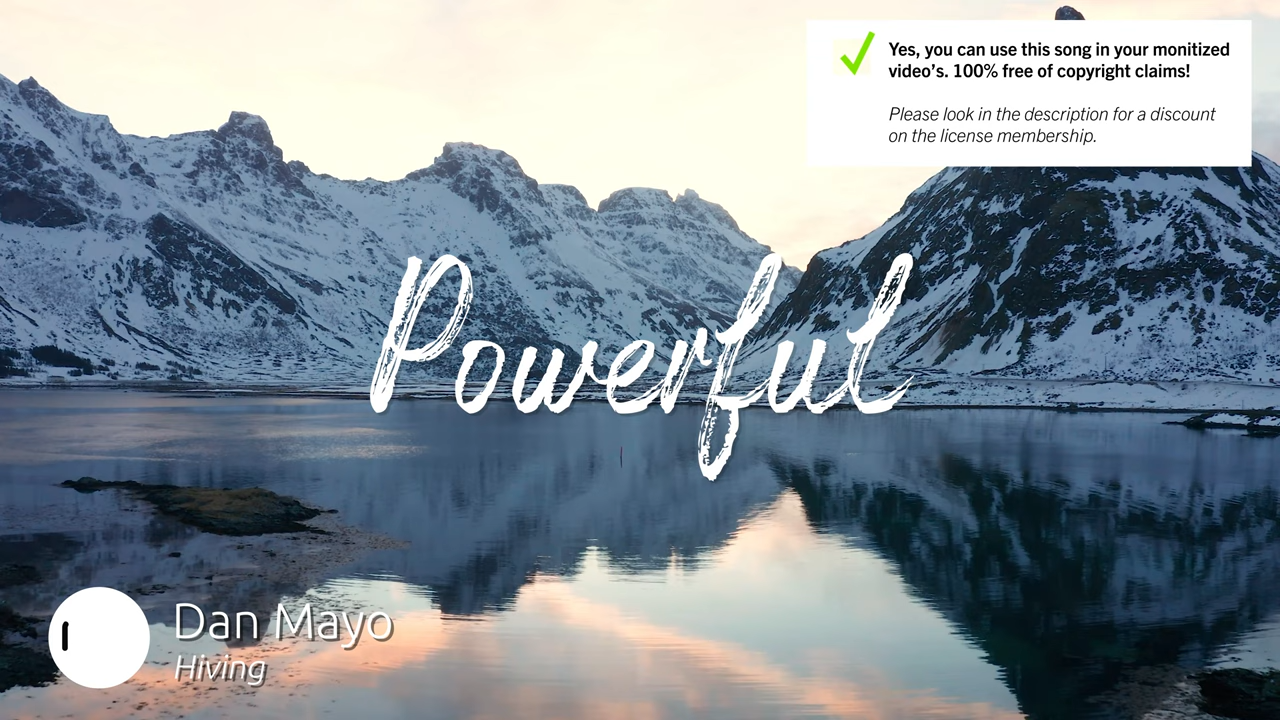 Yes, you can use this song in your monitized
video's. 100% free of copyright claims!
Please look in the description for a discount
on the license membership.
Powerful
Dan Mayo
Hiving